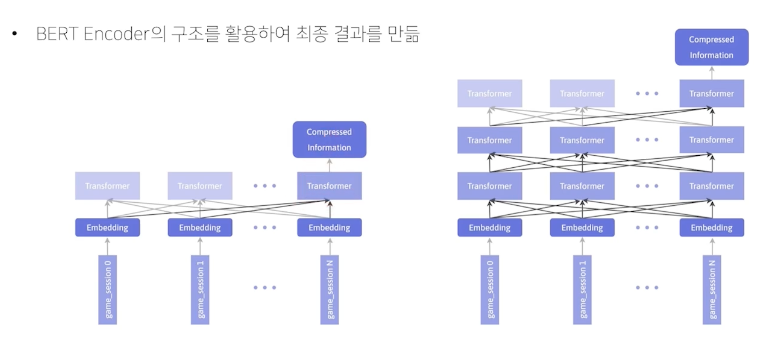 • BERT Encoder의 구조를 활용하여 최종 결과를 만듦
Compressed
Information
Transformer Transformer • • • Transformer
Embedding Embedding • • • Embedding
game_session 0 game_session 1 • • • game_session N
Compressed
Information
Transformer Transformer • • • Transformer
Transformer Transformer • • • Transformer
Transformer Transformer • • • Transformer
Embedding Embedding • • • Embedding
game_session 0 game_session 1 • • • game_session N